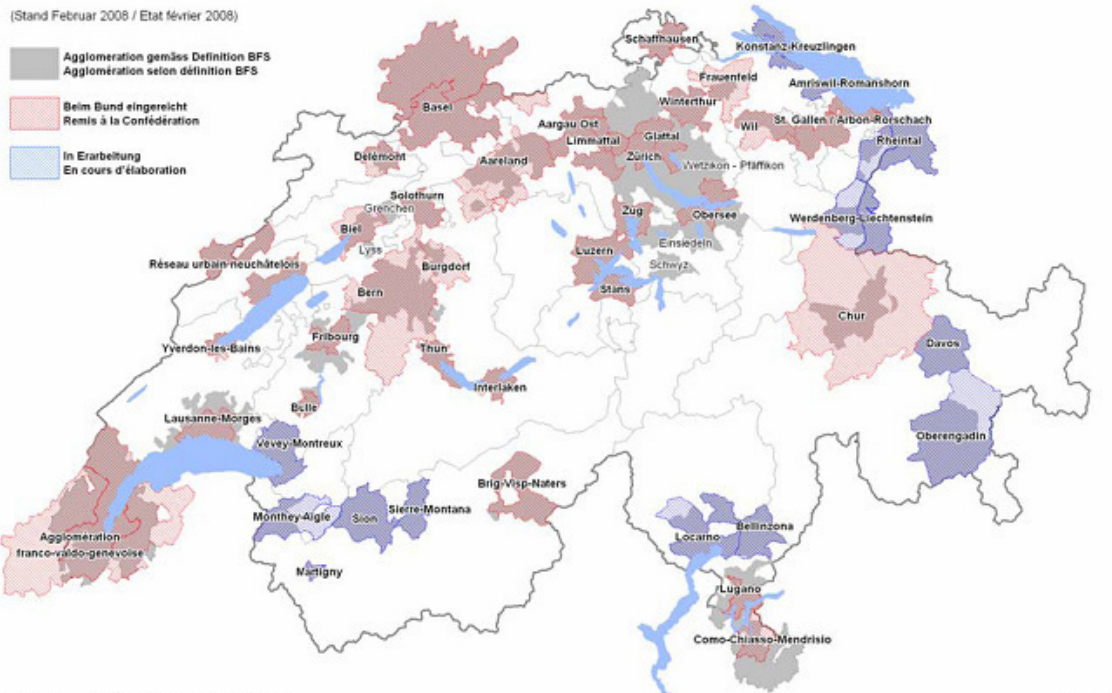 (Stand Februar 2008 / Etat février 2008)
Agglomeration gemäss Definition BFS
Agglomération selon définition BFS
Beim Bund eingereicht
Remis à la Confédération
In Erarbeitung
En cours d'élaboration
Schaffhausen
Konstanz-Kreuzlingen
Frauenfeld
Amriswil-Romanshorn
Basel
Winterthur
Aargau Ost
Wil
St. Gallen / Arbon-Rorschach
Limmattal
Glattal
Rheintal
Delémont
Aareland
Zürich
Wetzikon - Pfäffikon
Solothurn
Grenchen
Zug
Obersee
Werdenberg-Liechtenstein
Biel
Lyss
Einsiedeln
Luzern
Réseau urbain neuchâtelois
Burgdorf
Schwyz
Bern
Stans
Chur
Fribourg
Yverdon-les-Bains
Thun
Davos
Interlaken
Bulle
Lausanne-Morges
Vevey-Montreux
Oberengadin
Brig-Visp-Naters
Monthey-Aigle
Sion
Sierre-Montana
Bellinzona
Locarno
Agglomération
franco-valdo-genevoise
Martigny
Lugano
Como-Chiasso-Mendrisio